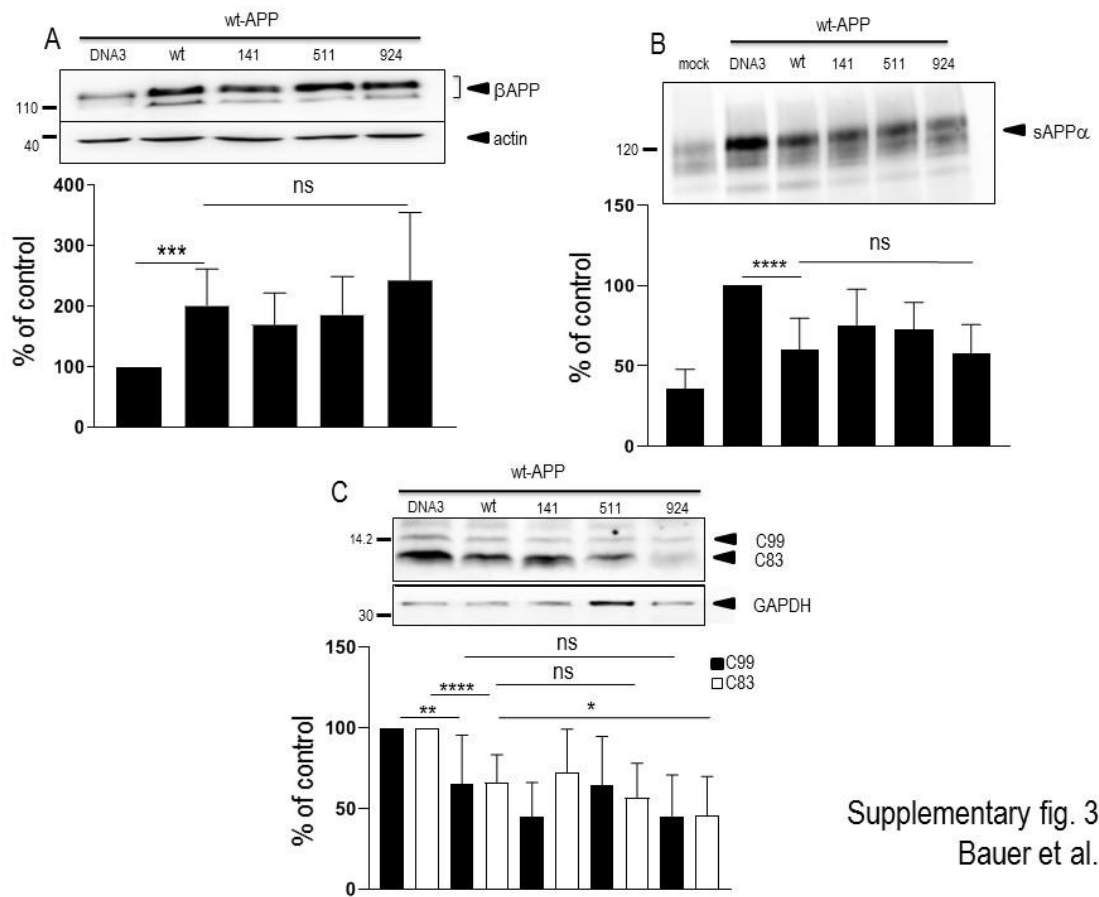 A
wt-APP
DNA3 wt 141 511 924
110
βAPP
40
actin
400
300
200
100
0
% of control
***
ns
B
wt-APP
mock DNA3 wt 141 511 924
120
sAPPα
150
100
50
0
% of control
****
ns
C
wt-APP
DNA3 wt 141 511 924
14.2
C99
C83
30
GAPDH
150
100
50
0
% of control
ns
ns
****
**
*
C99
C83
Supplementary fig. 3
Bauer et al.